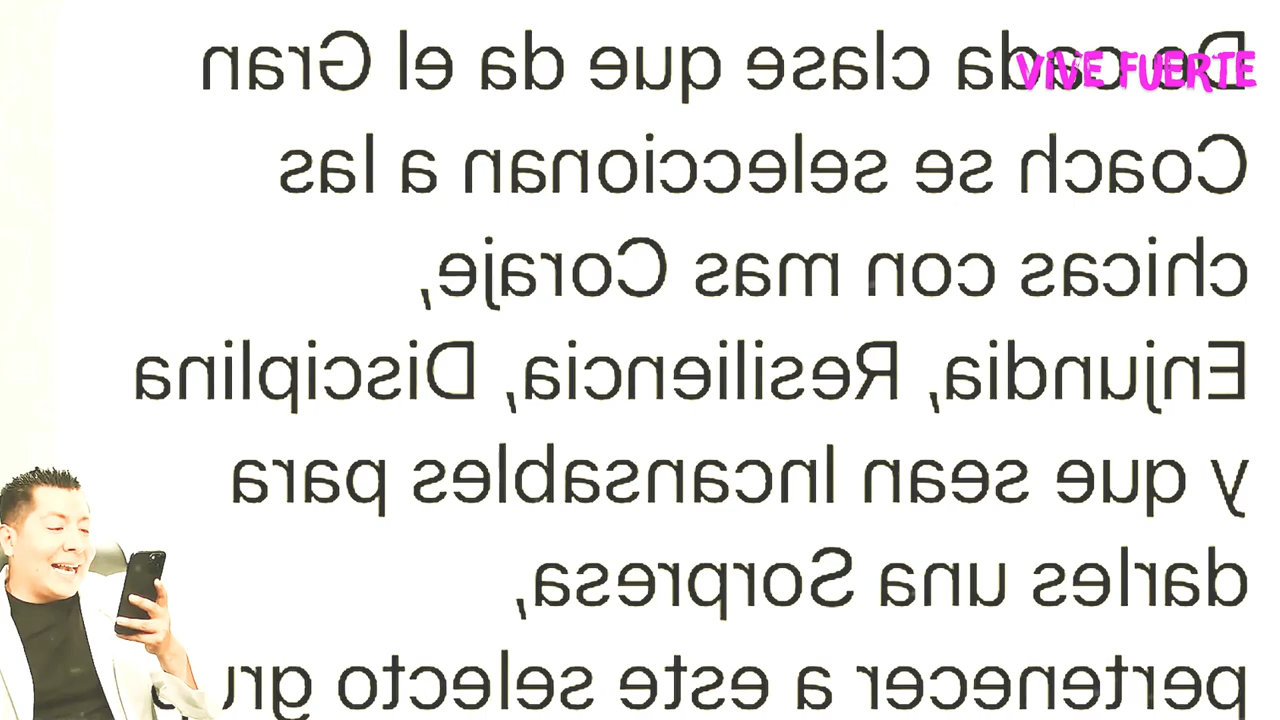 VIVE FUERTE
De cada clase que da el Gran
Coach se seleccionan a las
chicas con mas Coraje,
Enjundia, Resiliencia, Disciplina
y que sean Incansables para
darles una Sorpresa,
pertenecer a este selecto